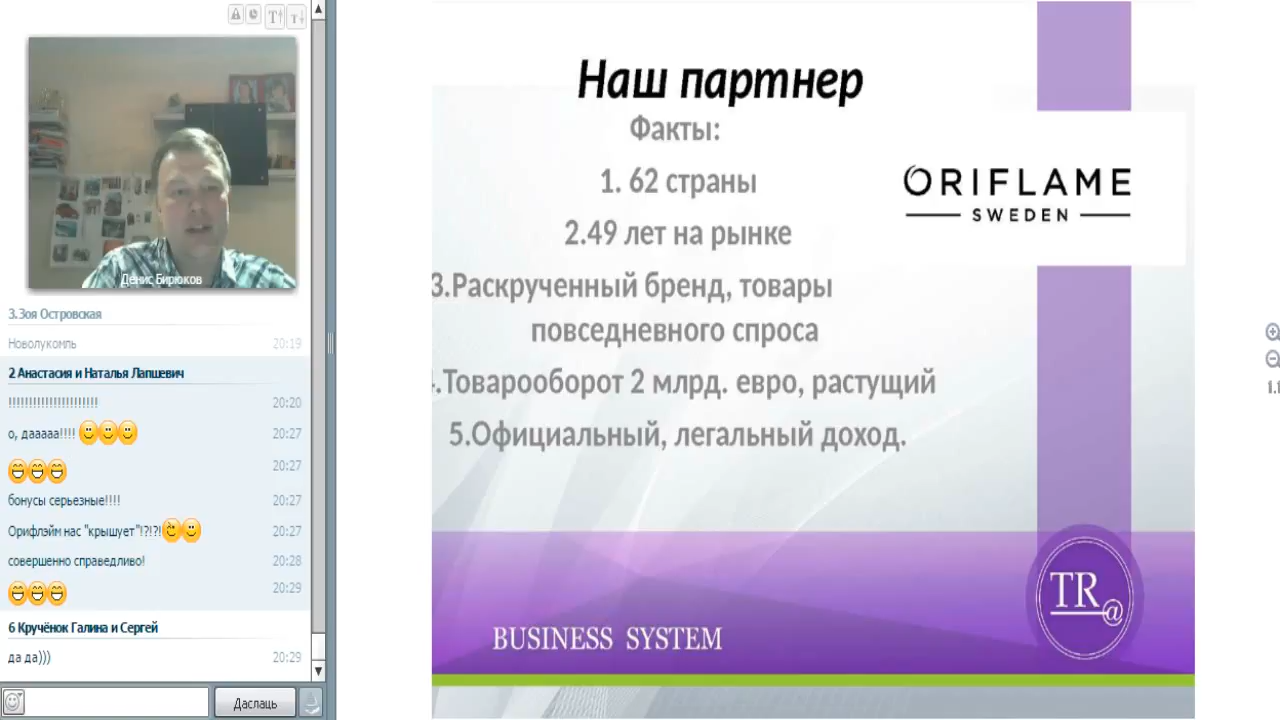 Денис Бирюков
3.Зоя Островская
Новолукомль 20:19
2 Анастасия и Наталья Лапшевич
!!!!!!!!!!!!!!!!!!!!!!! 20:20
о, дааааа!!!! 20:27
20:27
бонусы серьезные!!!! 20:27
Орифлэйм нас "крышует"!?!?! 20:27
совершенно справедливо! 20:28
20:29
6 Кручёнок Галина и Сергей
да да))) 20:29
Даслаць
Наш партнер
Факты:
1. 62 страны
2.49 лет на рынке
3.Раскрученный бренд, товары
повседневного спроса
4.Товарооборот 2 млрд. евро, растущий
5.Официальный, легальный доход.
ORIFLAME
SWEDEN
TR@
BUSINESS SYSTEM